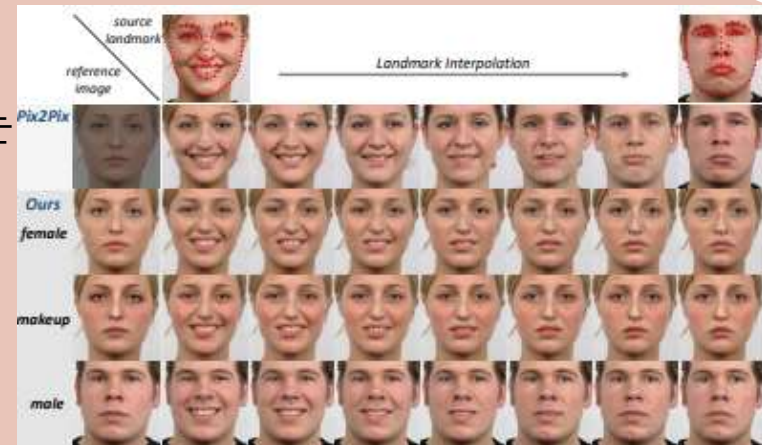 source
landmark
reference
image
Landmark Interpolation
Pix2Pix
Ours
female
makeup
male